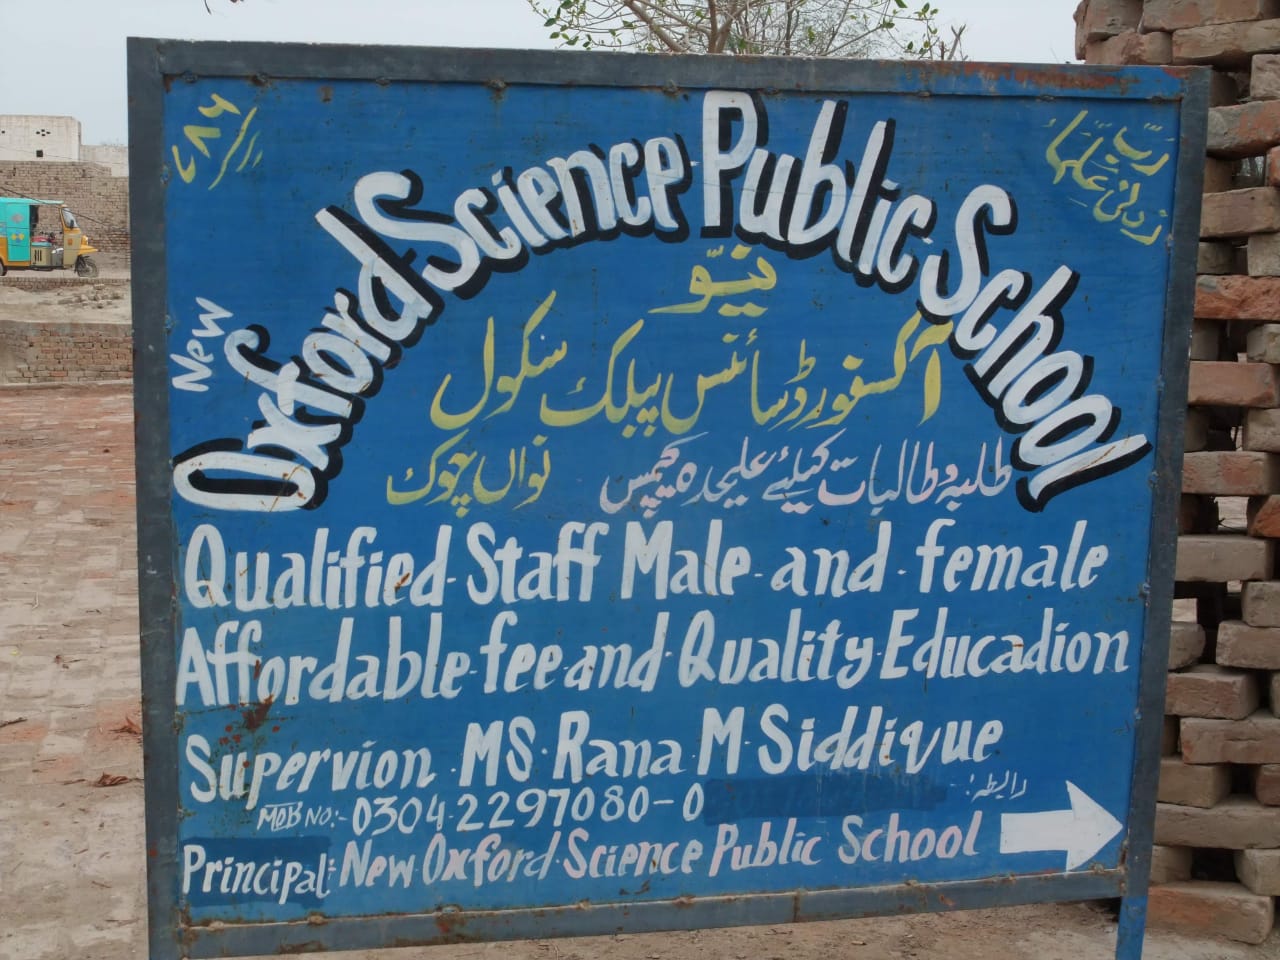 ۷۸۶
رب زدنی علما
New Oxford Science Public School
نیو
آکسفورڈ سائنس پبلک سکول
طلبہ و طالبات کیلئے علیحدہ کیمپس
نواں چوک
Qualified Staff Male and female
Affordable fee and Quality Educadion
Supervion MS Rana M Siddique
رابطہ:
MOB NO:- 0304 2297080-0
Principal: New Oxford Science Public School